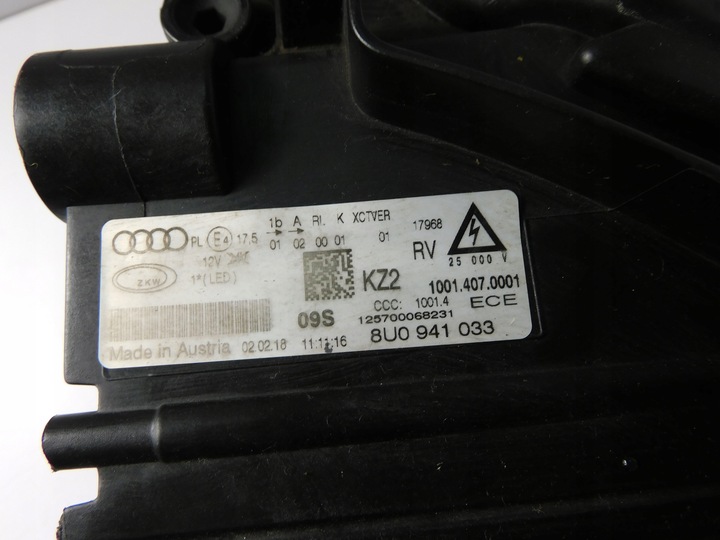 1b A RL K XCTVER 17968
PL E4 17.5 01 02 00 01 01 RV 25 000 V
12V
ZKW 1*(LED) KZ2 1001.407.0001
CCC: 1001.4 ECE
09S 125700068231
Made in Austria 02.02.18 11:11:16 8U0 941 033